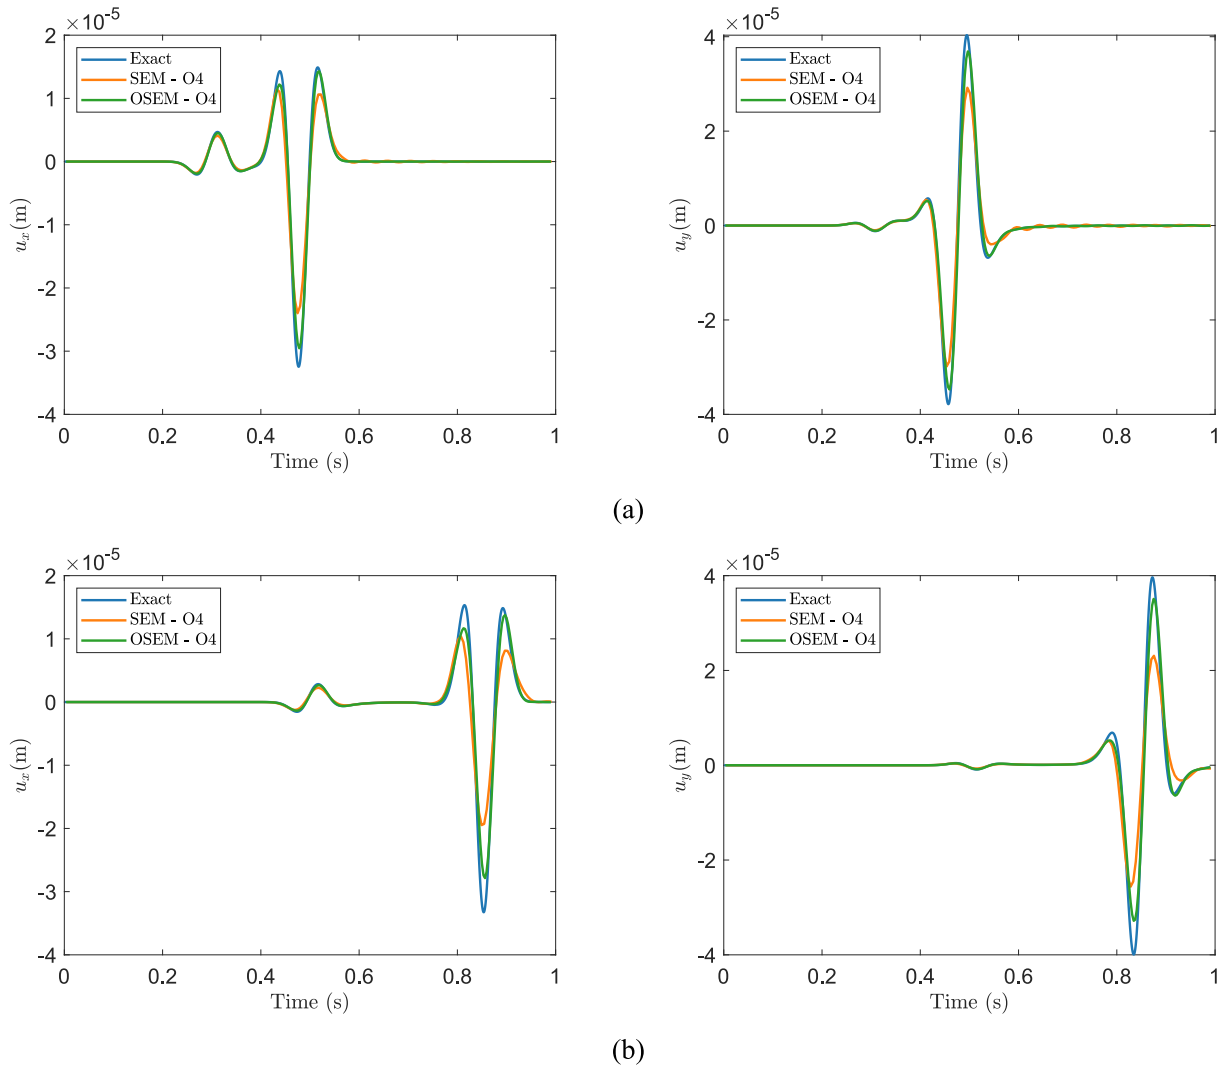 ×10-5
2
1
0
-1
-2
-3
-4
u_x(m)
Exact
SEM - O4
OSEM - O4
0 0.2 0.4 0.6 0.8 1
Time (s)
×10-5
4
2
0
-2
-4
u_y(m)
Exact
SEM - O4
OSEM - O4
0 0.2 0.4 0.6 0.8 1
Time (s)
(a)
×10-5
2
1
0
-1
-2
-3
-4
u_x(m)
Exact
SEM - O4
OSEM - O4
0 0.2 0.4 0.6 0.8 1
Time (s)
×10-5
4
2
0
-2
-4
u_y(m)
Exact
SEM - O4
OSEM - O4
0 0.2 0.4 0.6 0.8 1
Time (s)
(b)